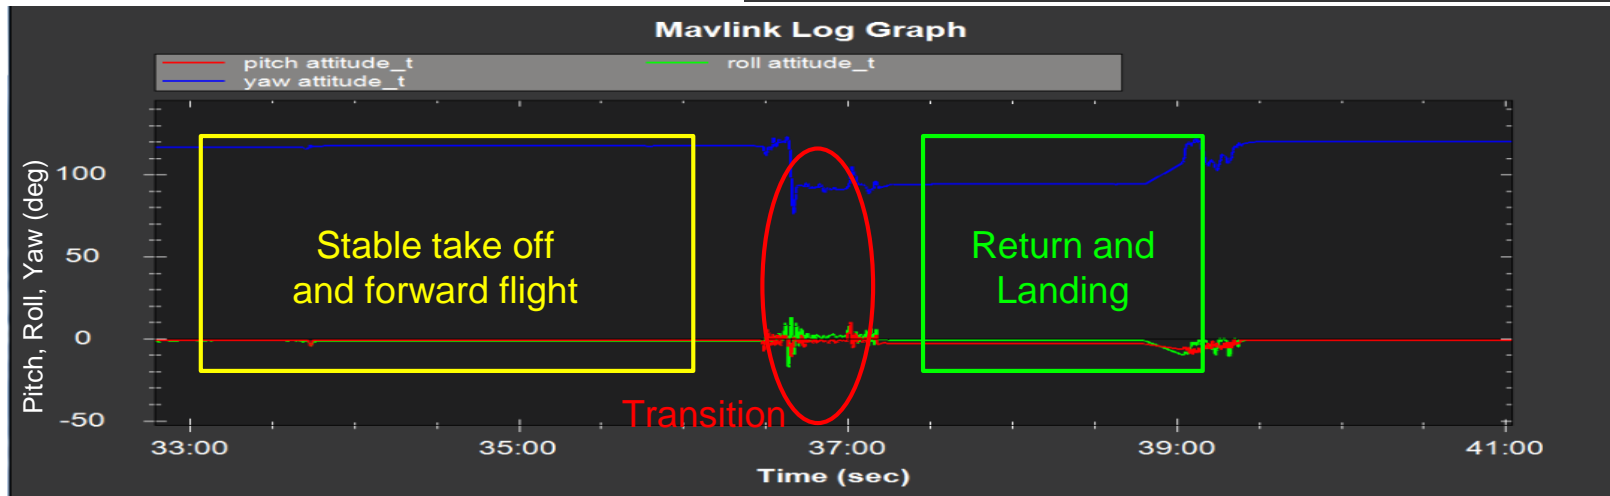 Mavlink Log Graph
pitch attitude_t
roll attitude_t
yaw attitude_t
Pitch, Roll, Yaw (deg)
100
50
0
-50
Stable take off
and forward flight
Transition
Return and
Landing
33:00
35:00
37:00
39:00
41:00
Time (sec)